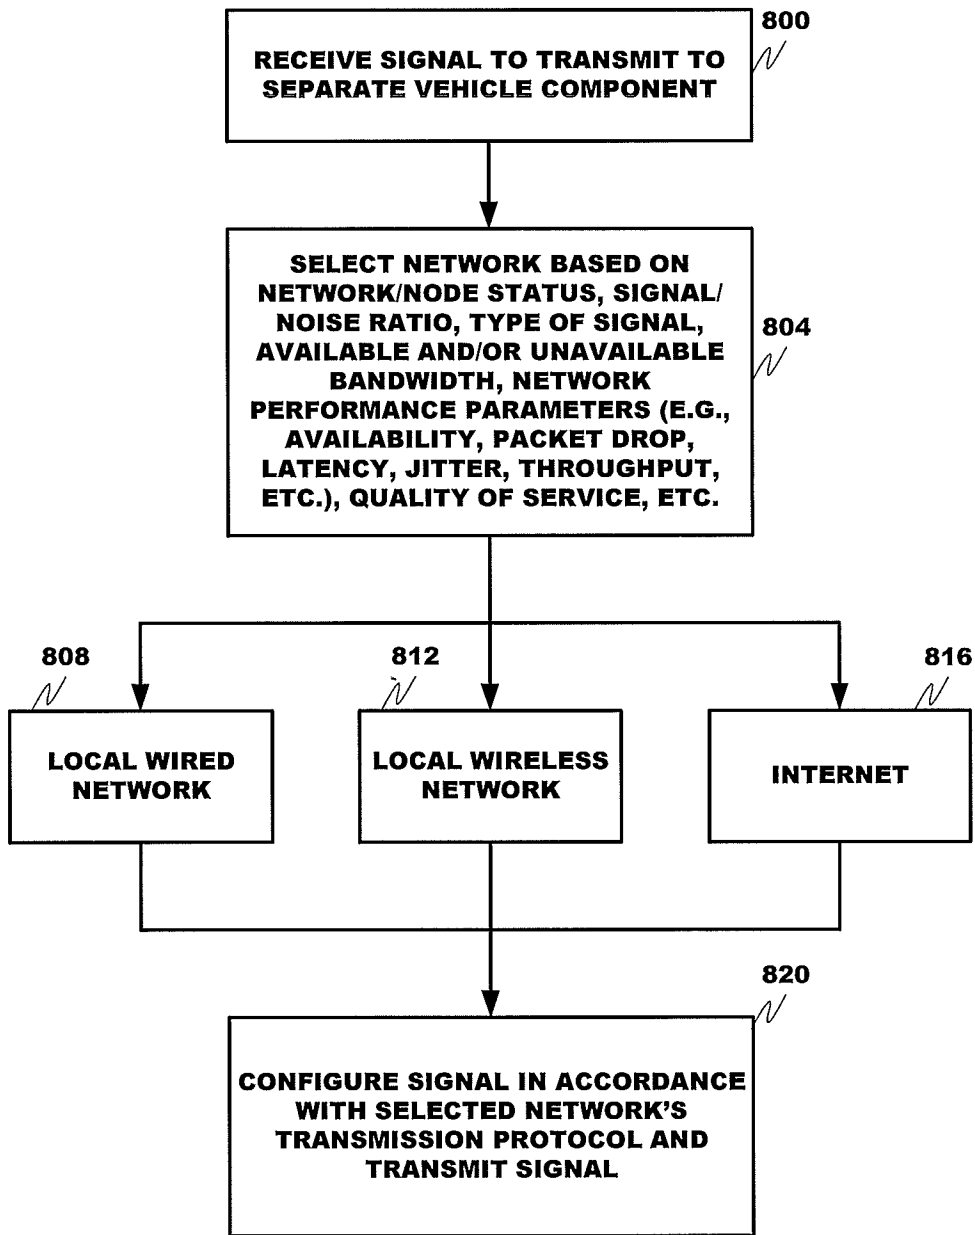 800
RECEIVE SIGNAL TO TRANSMIT TO
SEPARATE VEHICLE COMPONENT
SELECT NETWORK BASED ON
NETWORK/NODE STATUS, SIGNAL/
NOISE RATIO, TYPE OF SIGNAL,
AVAILABLE AND/OR UNAVAILABLE
BANDWIDTH, NETWORK
PERFORMANCE PARAMETERS (E.G.,
AVAILABILITY, PACKET DROP,
LATENCY, JITTER, THROUGHPUT,
ETC.), QUALITY OF SERVICE, ETC.
804
808
812
816
LOCAL WIRED
NETWORK
LOCAL WIRELESS
NETWORK
INTERNET
820
CONFIGURE SIGNAL IN ACCORDANCE
WITH SELECTED NETWORK'S
TRANSMISSION PROTOCOL AND
TRANSMIT SIGNAL